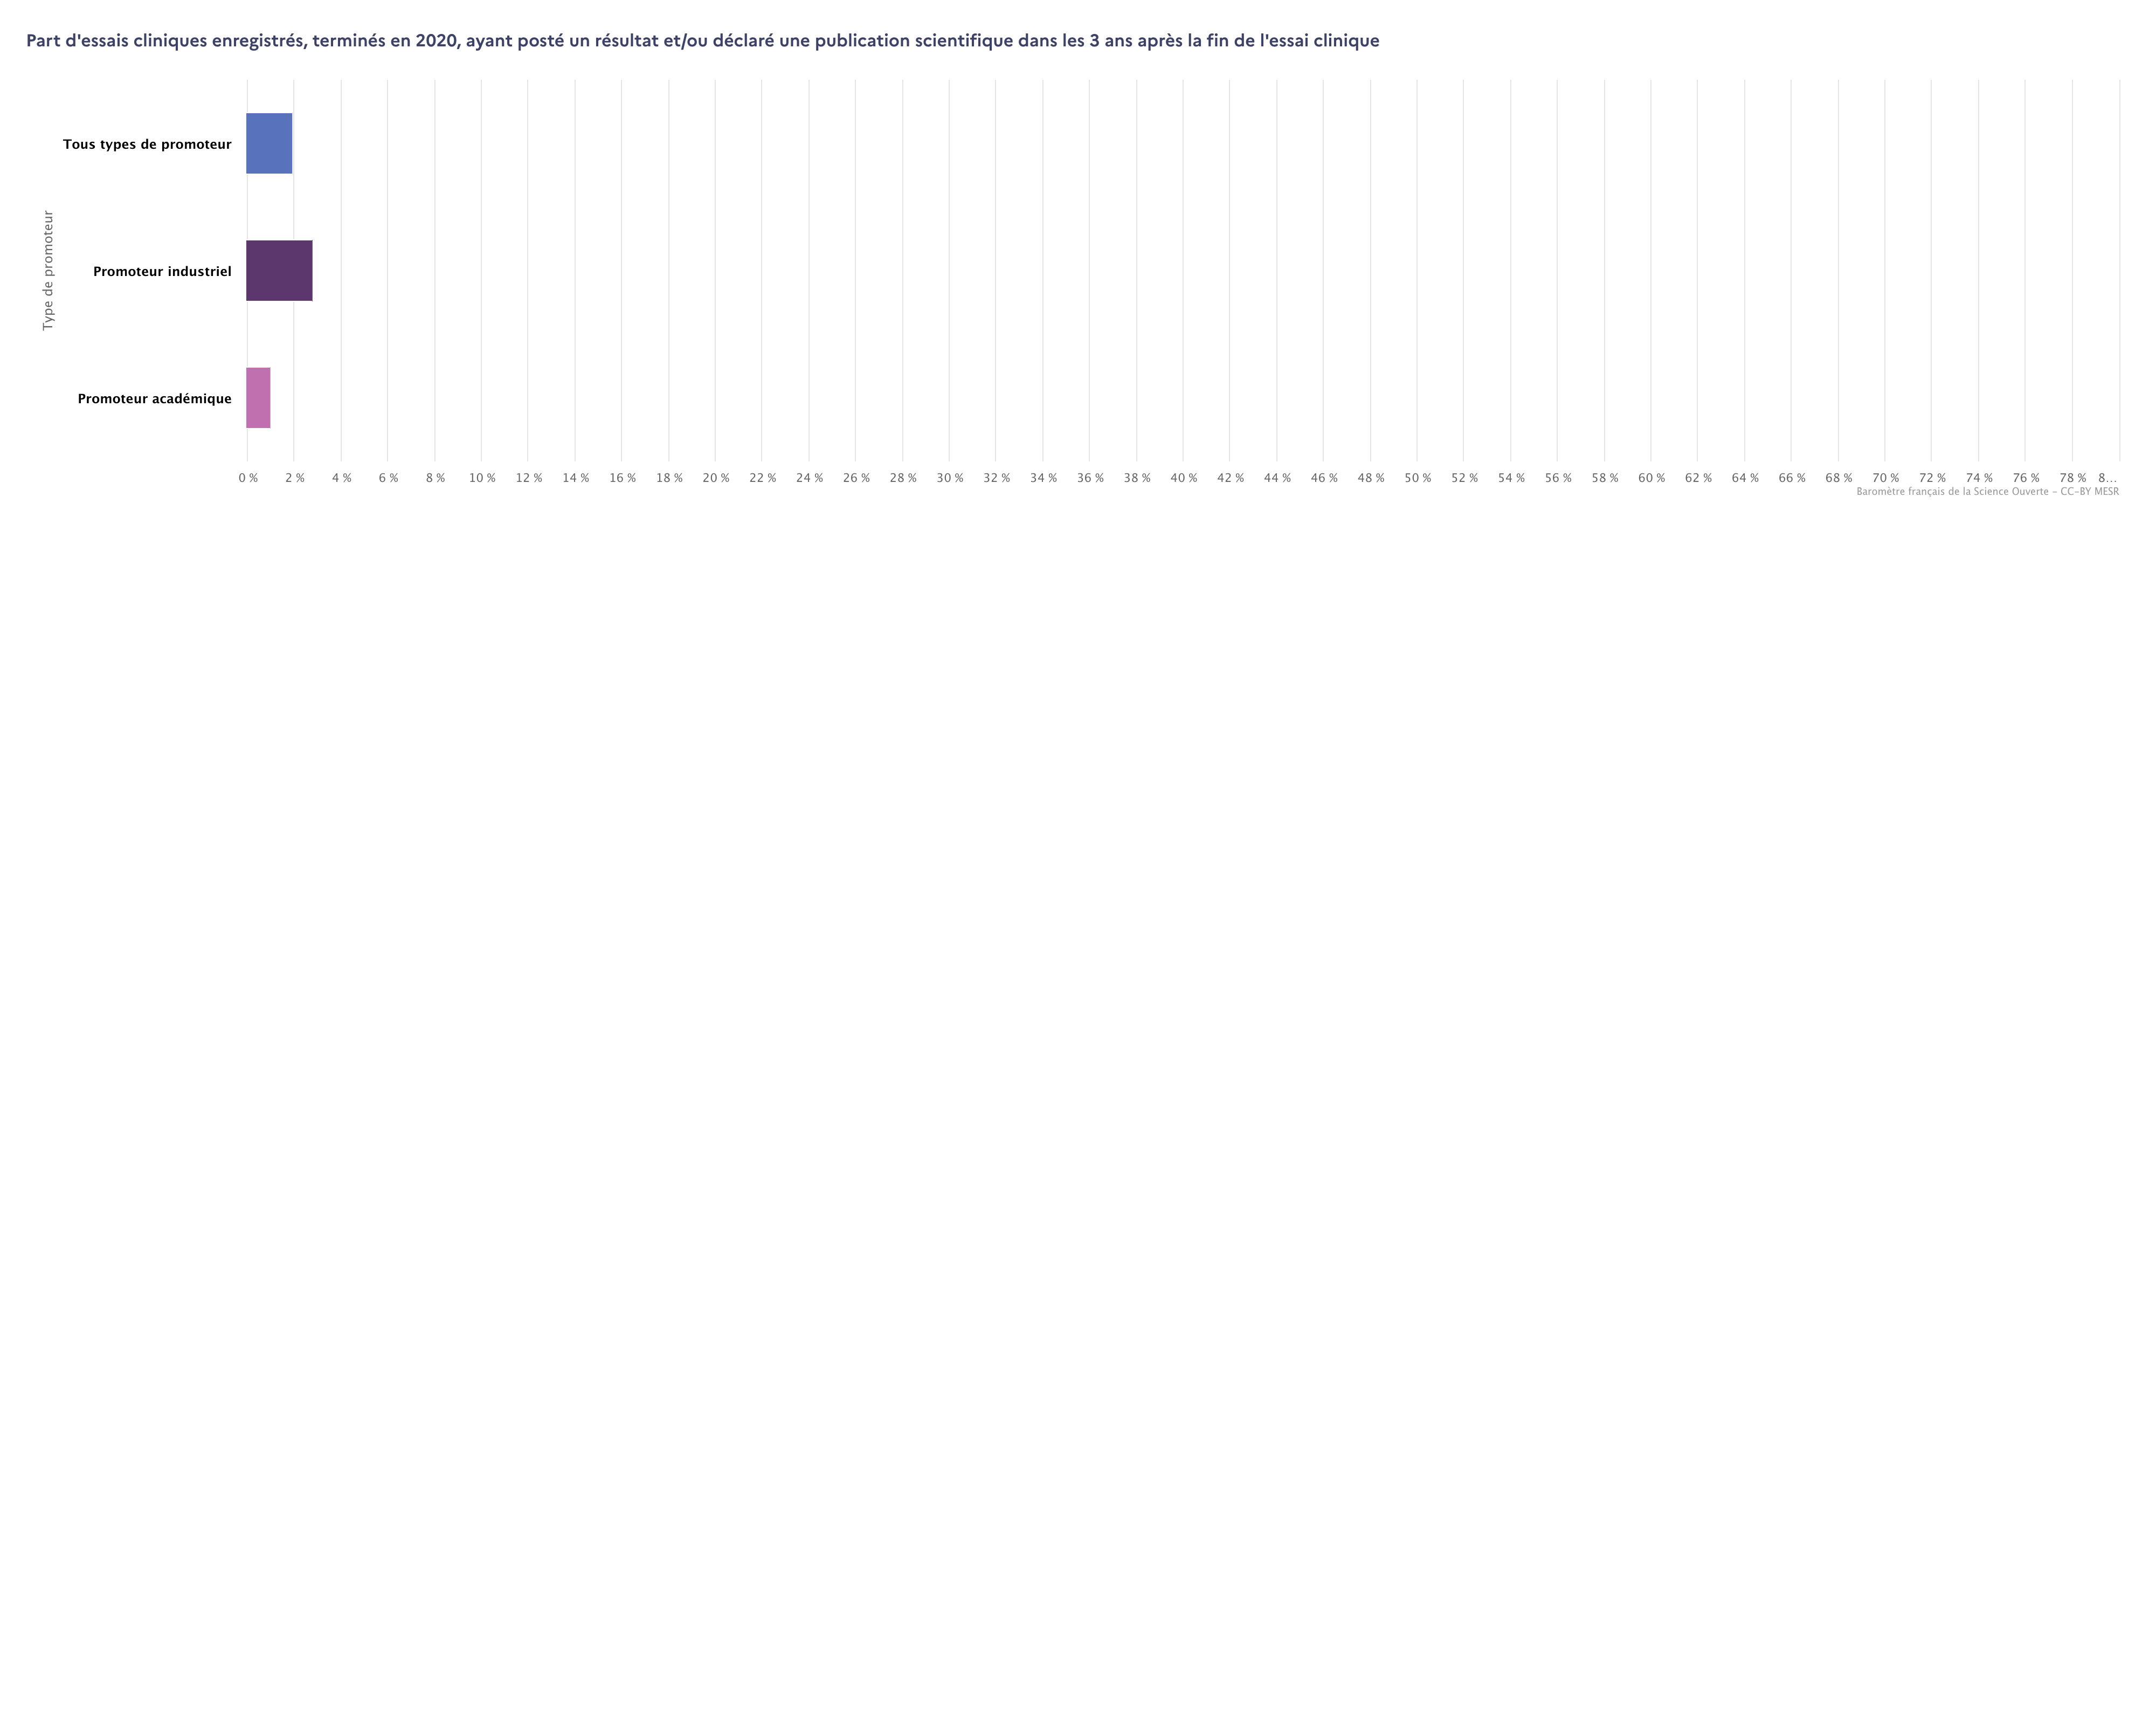 Part d'essais cliniques enregistrés, terminés en 2020, ayant posté un résultat et/ou déclaré une publication scientifique dans les 3 ans après la fin de l'essai clinique
Type de promoteur
Tous types de promoteur
Promoteur industriel
Promoteur académique
0 % 2 % 4 % 6 % 8 % 10 % 12 % 14 % 16 % 18 % 20 % 22 % 24 % 26 % 28 % 30 % 32 % 34 % 36 % 38 % 40 % 42 % 44 % 46 % 48 % 50 % 52 % 54 % 56 % 58 % 60 % 62 % 64 % 66 % 68 % 70 % 72 % 74 % 76 % 78 % 8…
Baromètre français de la Science Ouverte - CC-BY MESR